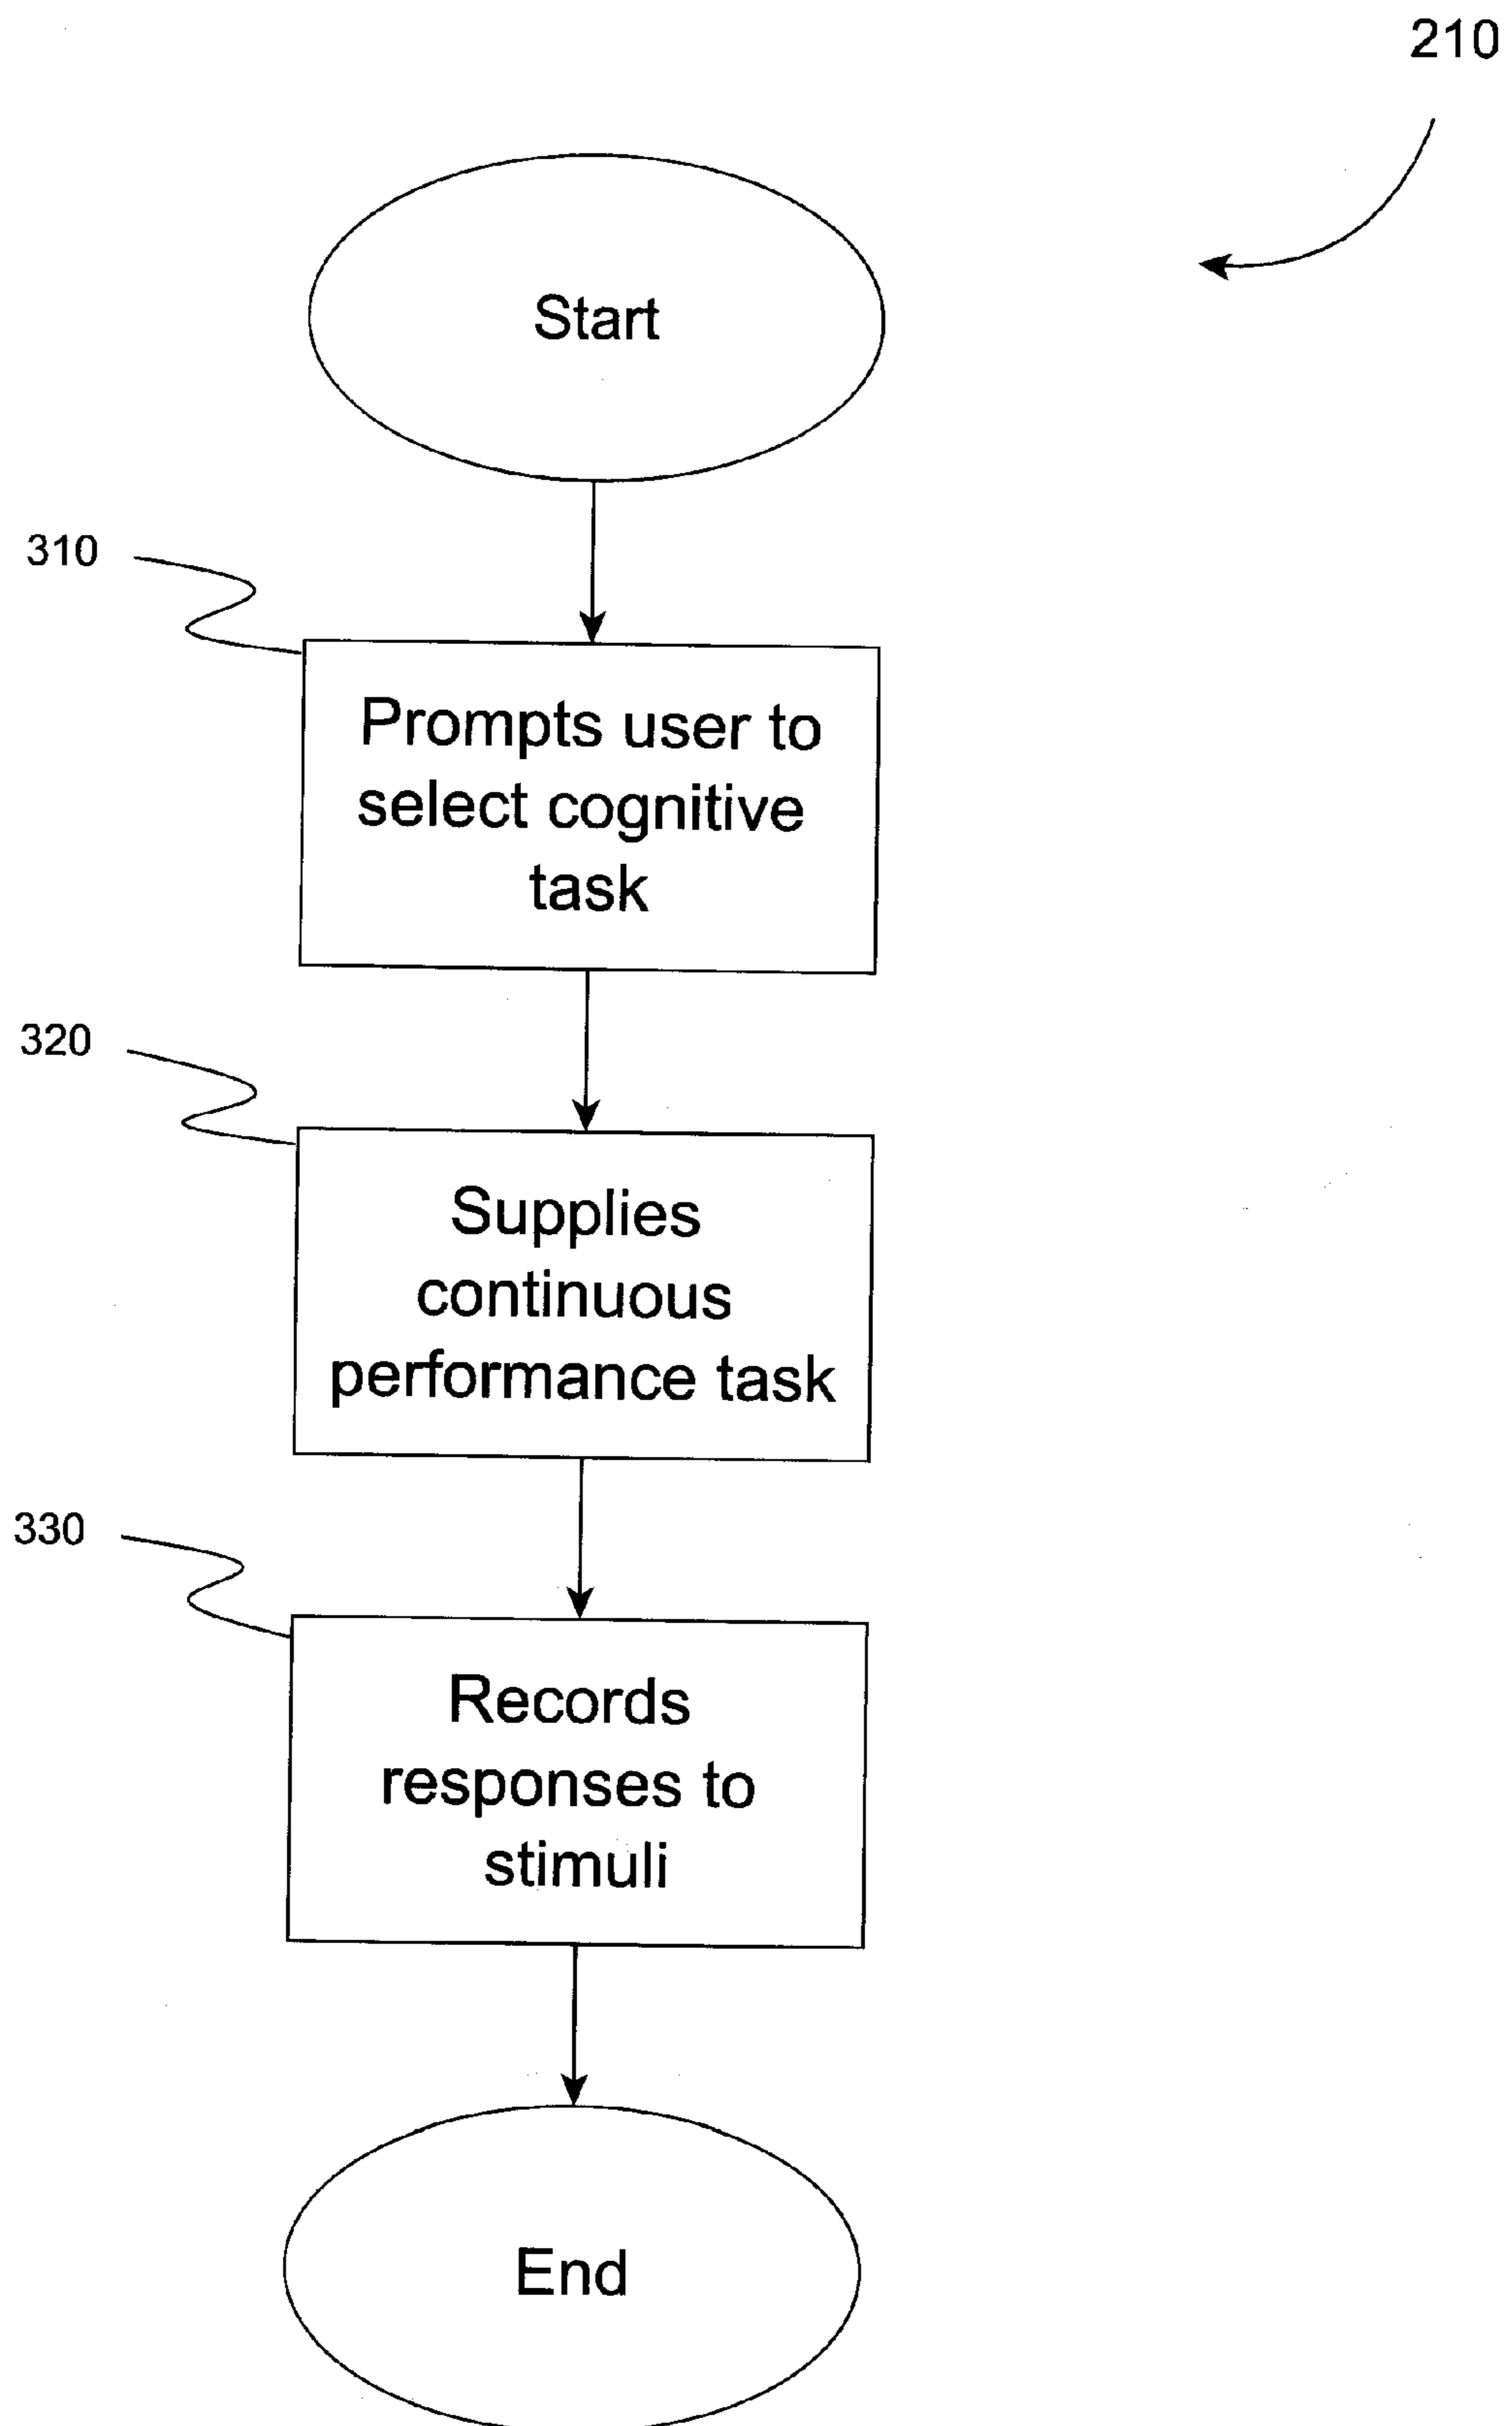 210
Start
310
Prompts user to
select cognitive
task
320
Supplies
continuous
performance task
330
Records
responses to
stimuli
End